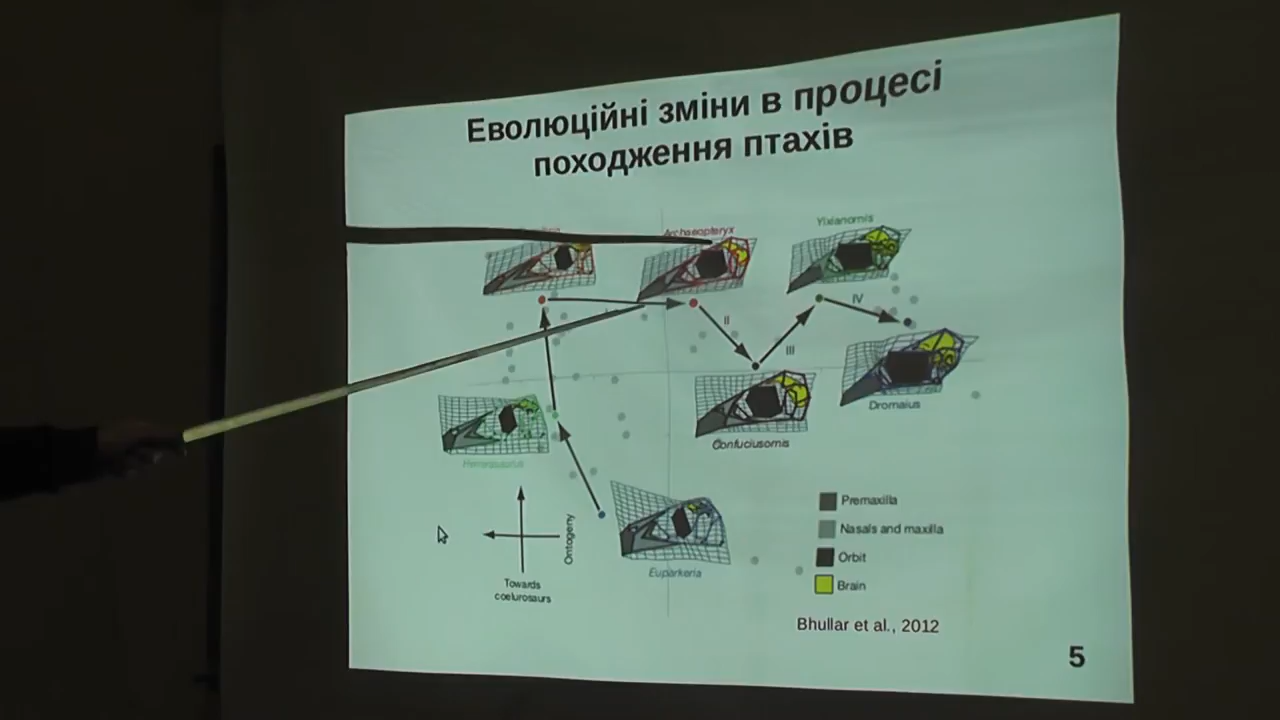 Еволюційні зміни в процесі
походження птахів
Archaeopteryx
Yixianornis
II
III
IV
Dromaius
Confuciusornis
Ontogeny
Towards
coelurosaurs
Euparkeria
Premaxilla
Nasals and maxilla
Orbit
Brain
Bhullar et al., 2012
5